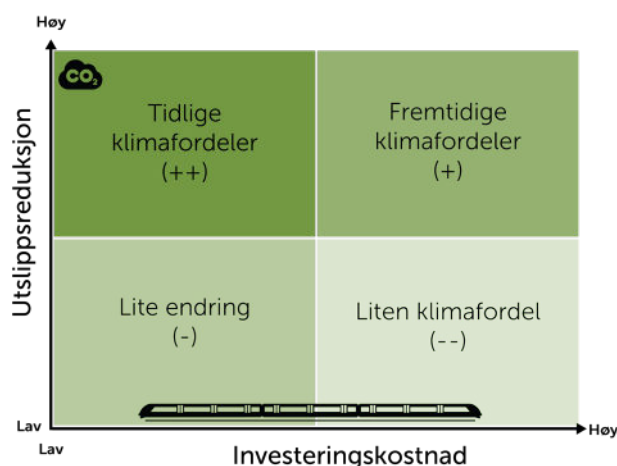 Høy
CO₂
Tidlige
klimafordeler
(++)
Fremtidige
klimafordeler
(+)
Utslippsreduksjon
Lite endring
(-)
Liten klimafordel
(--)
Lav
Høy
Lav
Investeringskostnad